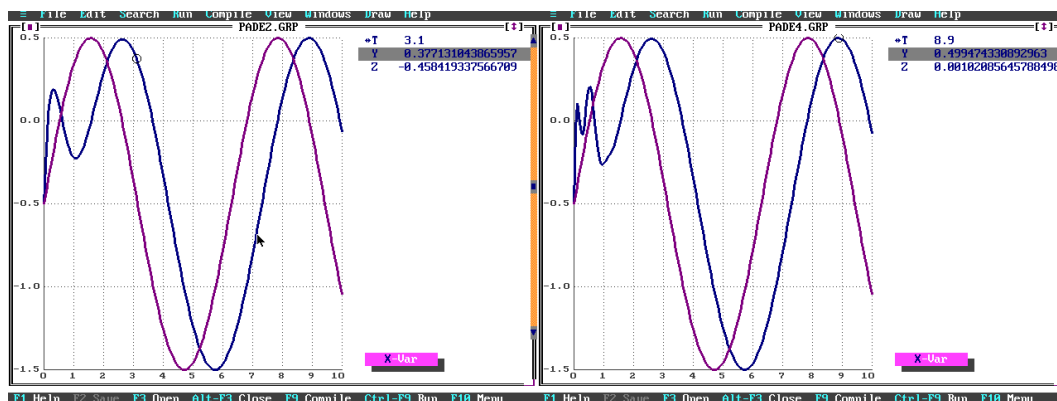 ≡ File Edit Search Run Compile View Windows Draw Help
PADE2.GRP
0.5
0.0
-0.5
-1.0
-1.5
0 1 2 3 4 5 6 7 8 9 10
↔T 3.1
Y 0.377131043865957
Z -0.458419337566709
X-Var
F1 Help F2 Save F3 Open Alt-F3 Close F9 Compile Ctrl-F9 Run F10 Menu
≡ File Edit Search Run Compile View Windows Draw Help
PADE4.GRP
0.5
0.0
-0.5
-1.0
-1.5
0 1 2 3 4 5 6 7 8 9 10
↔T 8.9
Y 0.499474330892963
Z 0.00102085645788498
X-Var
F1 Help F2 Save F3 Open Alt-F3 Close F9 Compile Ctrl-F9 Run F10 Menu